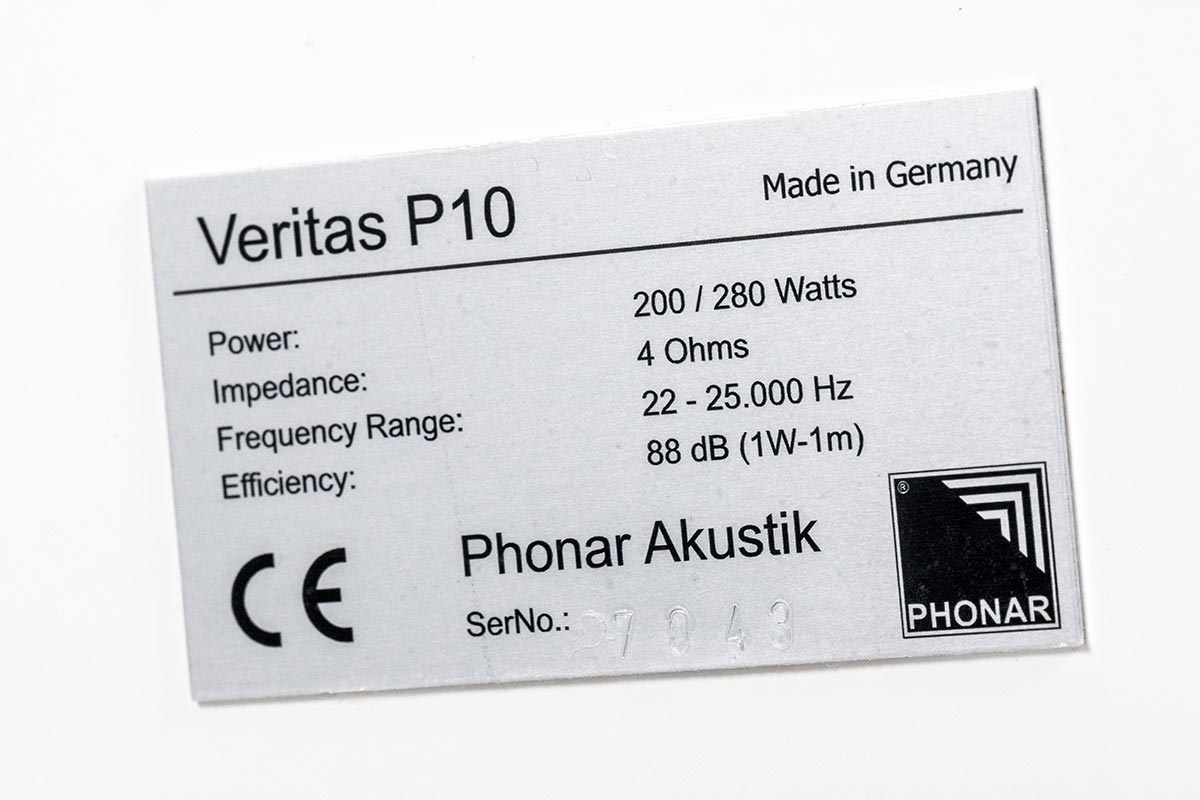 Veritas P10 Made in Germany
Power: 200 / 280 Watts
Impedance: 4 Ohms
Frequency Range: 22 - 25.000 Hz
Efficiency: 88 dB (1W-1m)
CE Phonar Akustik
SerNo.:
® PHONAR